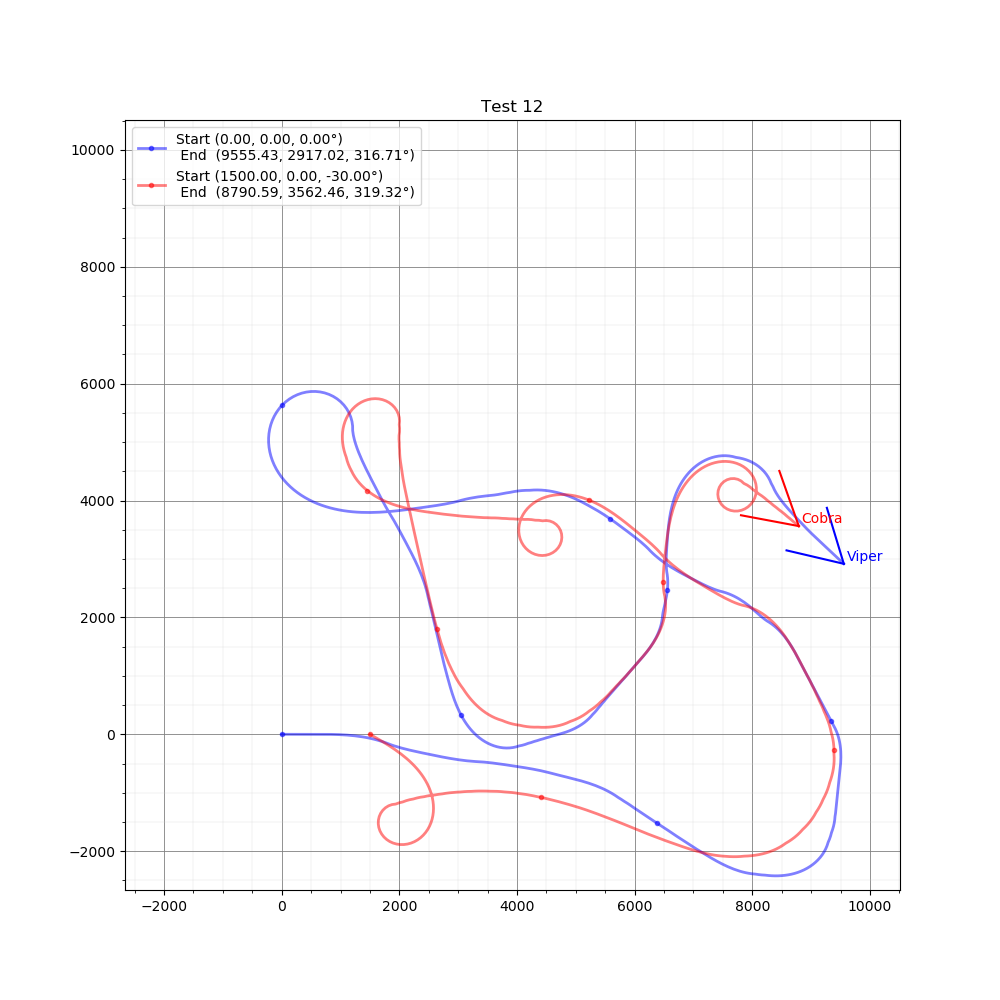 Test 12
Start (0.00, 0.00, 0.00°)
End (9555.43, 2917.02, 316.71°)
Start (1500.00, 0.00, -30.00°)
End (8790.59, 3562.46, 319.32°)
10000
8000
6000
4000
2000
0
−2000
Cobra
Viper
−2000 0 2000 4000 6000 8000 10000